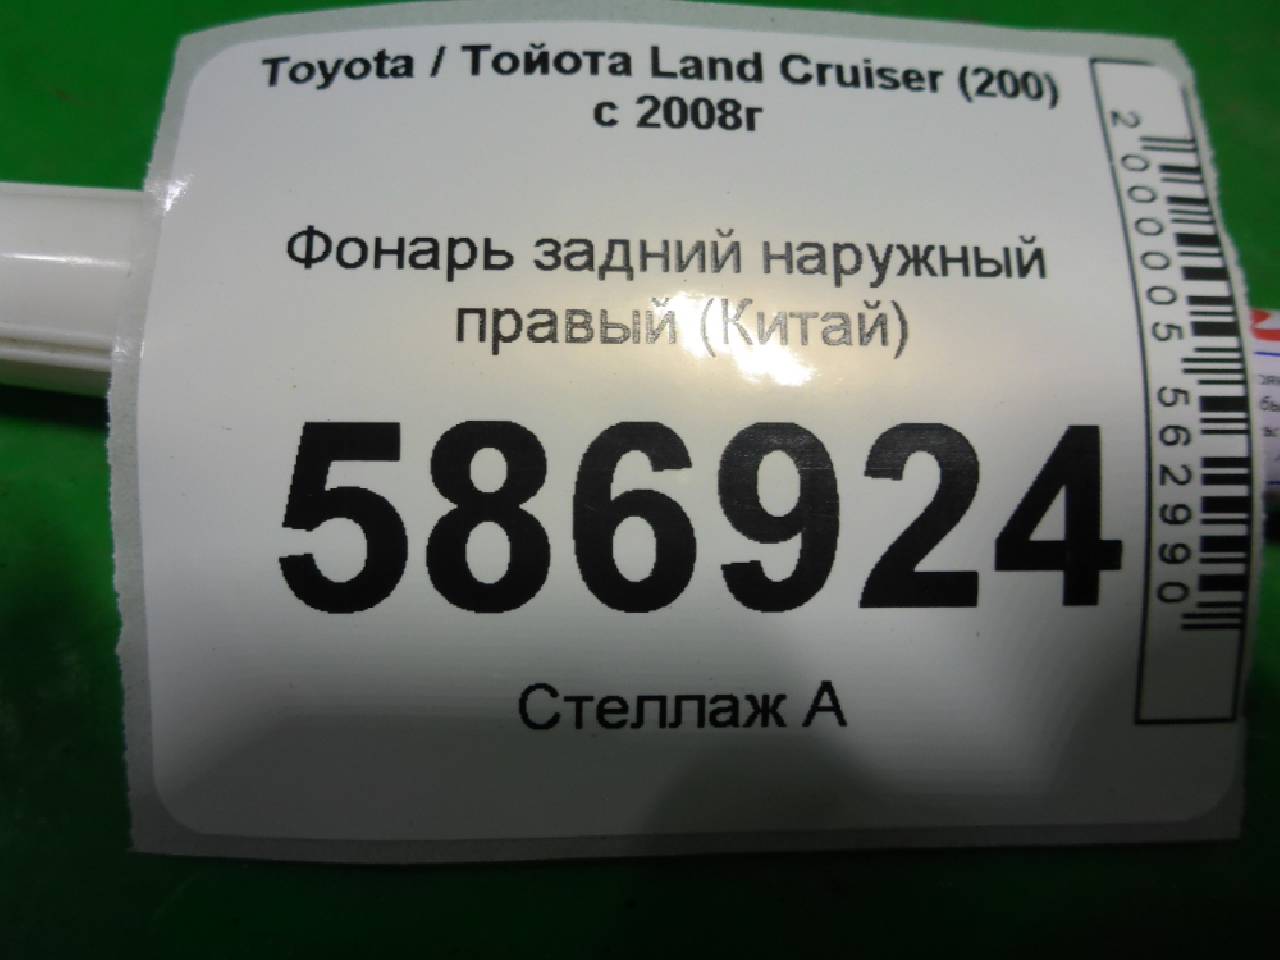 Toyota / Тойота Land Cruiser (200)
с 2008г
Фонарь задний наружный
правый (Китай)
586924
Стеллаж А
2000005562990